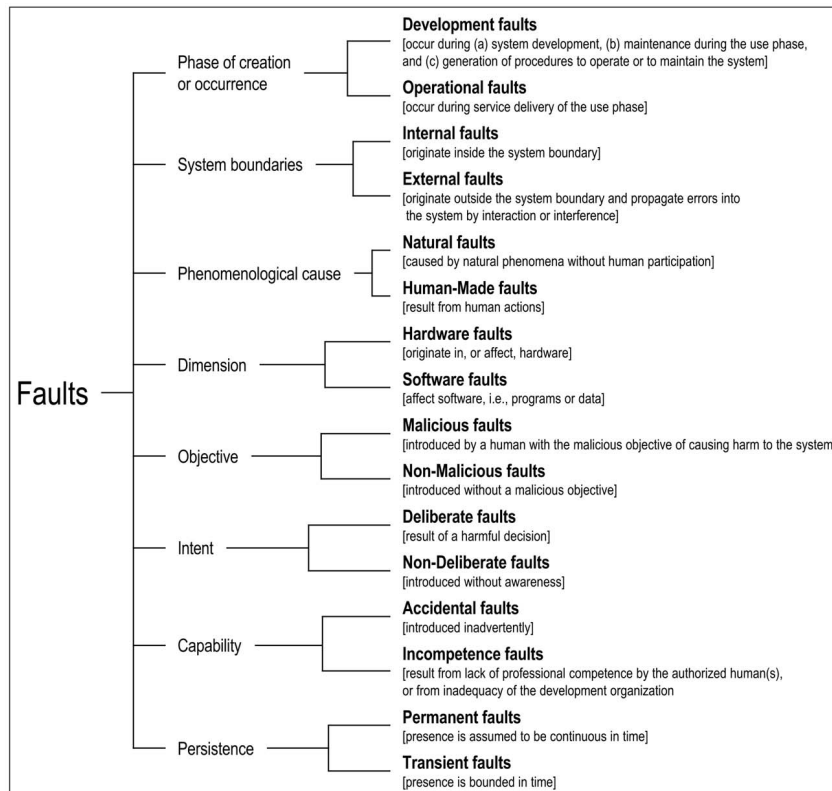 Faults
Phase of creation
or occurrence
Development faults
[occur during (a) system development, (b) maintenance during the use phase,
and (c) generation of procedures to operate or to maintain the system]
Operational faults
[occur during service delivery of the use phase]
System boundaries
Internal faults
[originate inside the system boundary]
External faults
[originate outside the system boundary and propagate errors into
the system by interaction or interference]
Phenomenological cause
Natural faults
[caused by natural phenomena without human participation]
Human-Made faults
[result from human actions]
Dimension
Hardware faults
[originate in, or affect, hardware]
Software faults
[affect software, i.e., programs or data]
Objective
Malicious faults
[introduced by a human with the malicious objective of causing harm to the system
Non-Malicious faults
[introduced without a malicious objective]
Intent
Deliberate faults
[result of a harmful decision]
Non-Deliberate faults
[introduced without awareness]
Capability
Accidental faults
[introduced inadvertently]
Incompetence faults
[result from lack of professional competence by the authorized human(s),
or from inadequacy of the development organization
Persistence
Permanent faults
[presence is assumed to be continuous in time]
Transient faults
[presence is bounded in time]